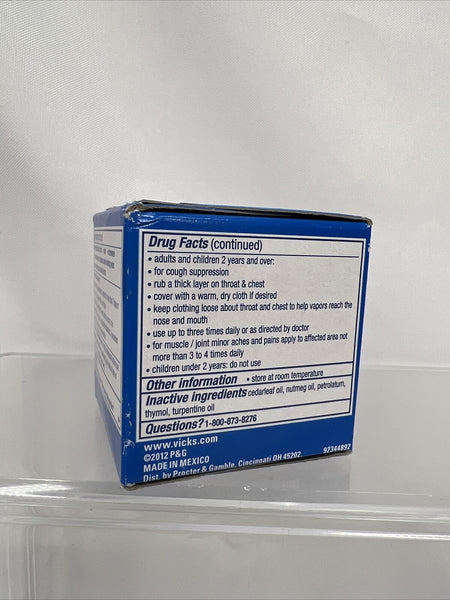 Drug Facts (continued)
• adults and children 2 years and over:
• for cough suppression
• rub a thick layer on throat & chest
• cover with a warm, dry cloth if desired
• keep clothing loose about throat and chest to help vapors reach the
nose and mouth
• use up to three times daily or as directed by doctor
• for muscle / joint minor aches and pains apply to affected area not
more than 3 to 4 times daily
• children under 2 years: do not use
Other information • store at room temperature
Inactive ingredients cedarleaf oil, nutmeg oil, petrolatum,
thymol, turpentine oil
Questions? 1-800-873-8276
www.vicks.com
©2012 P&G
MADE IN MEXICO 92344892
Dist. by Procter & Gamble, Cincinnati OH 45202